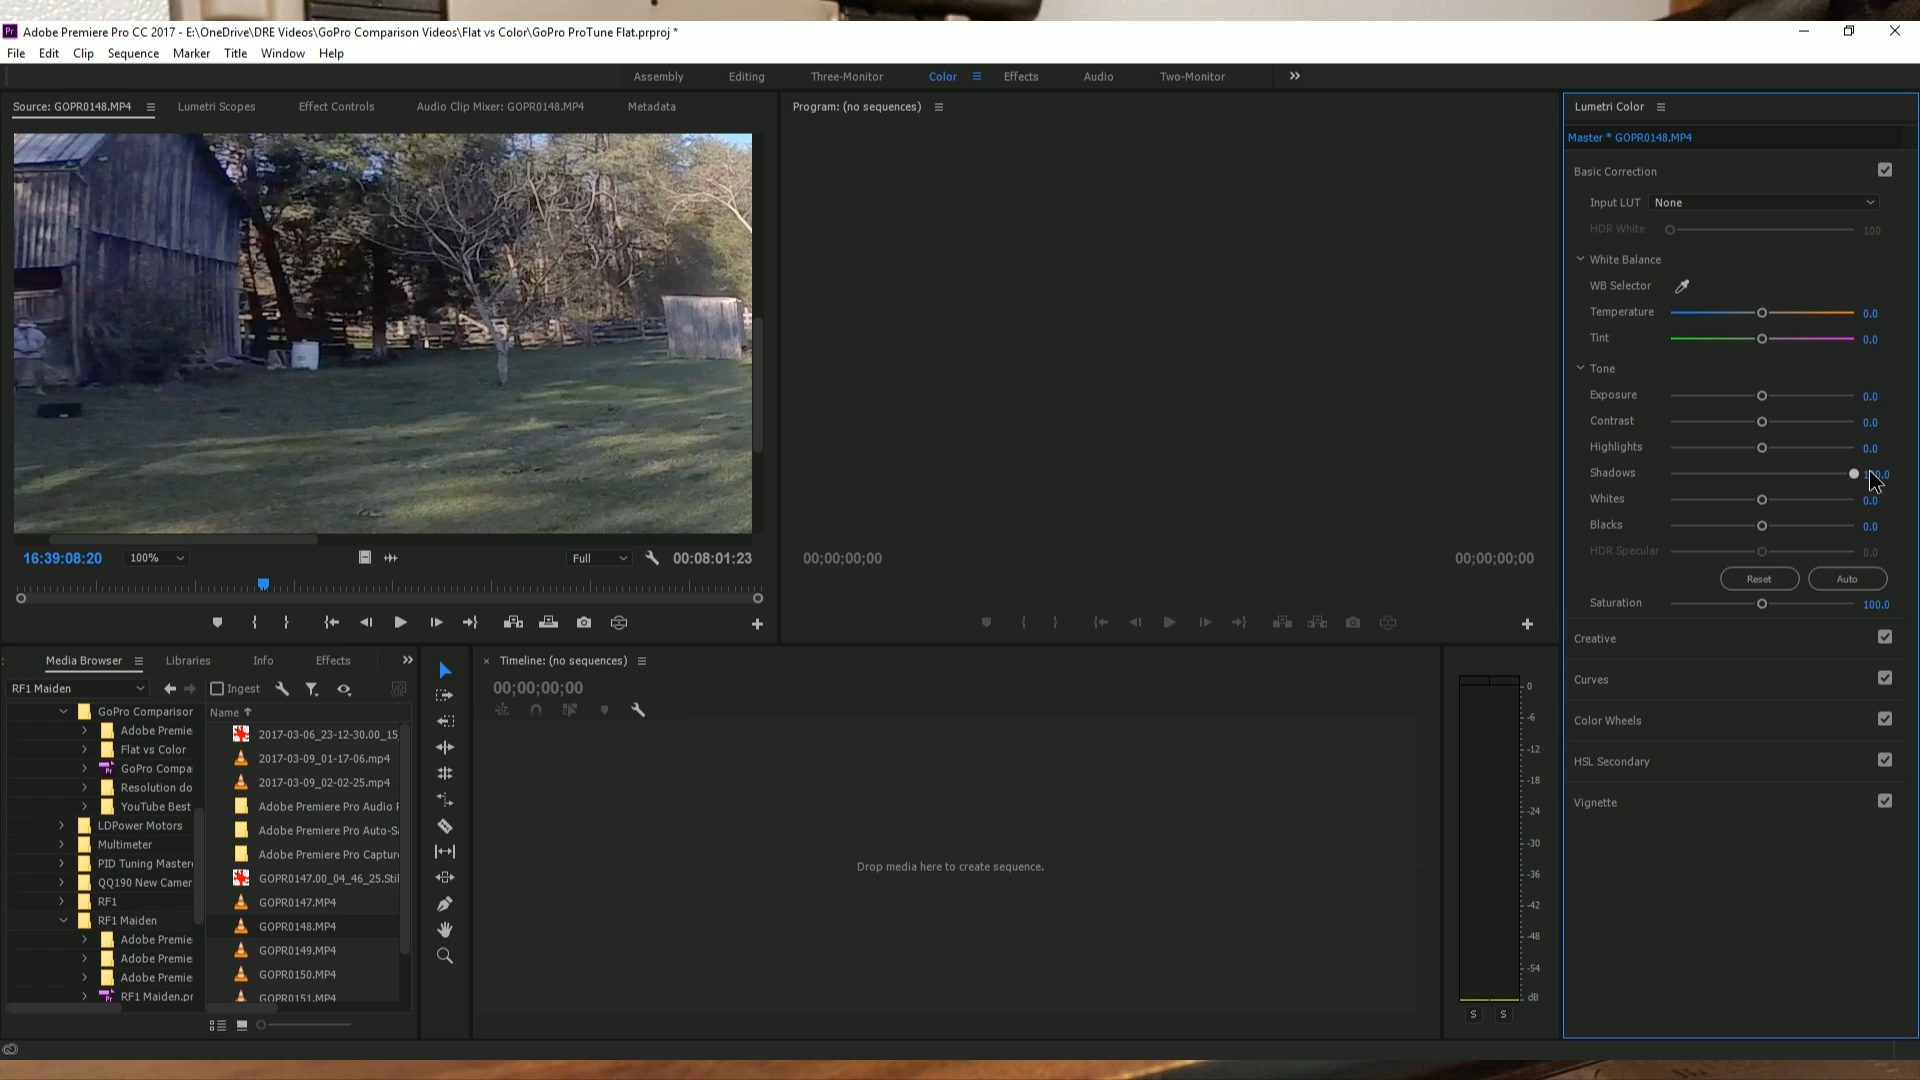 Adobe Premiere Pro CC 2017 - E:\OneDrive\DRE Videos\GoPro Comparison Videos\Flat vs Color\GoPro ProTune Flat.prproj *
File Edit Clip Sequence Marker Title Window Help
Assembly Editing Three-Monitor Color Effects Audio Two-Monitor
Source: GOPR0148.MP4 Lumetri Scopes Effect Controls Audio Clip Mixer: GOPR0148.MP4 Metadata
Program: (no sequences)
16:39:08:20 100% Full 00:08:01:23
00;00;00;00 00;00;00;00
Lumetri Color
Master * GOPR0148.MP4
Basic Correction
Input LUT None
HDR White 100
White Balance
WB Selector
Temperature 0.0
Tint 0.0
Tone
Exposure 0.0
Contrast 0.0
Highlights 0.0
Shadows
Whites 0.0
Blacks 0.0
HDR Specular 0.0
Reset Auto
Saturation 100.0
Creative
Curves
Color Wheels
HSL Secondary
Vignette
Media Browser Libraries Info Effects
RF1 Maiden Ingest
GoPro Comparison
Adobe Premie
Flat vs Color
GoPro Compa
Resolution do
YouTube Best
LDPower Motors
Multimeter
PID Tuning Master
QQ190 New Camer
RF1
RF1 Maiden
Adobe Premie
Adobe Premie
Adobe Premie
RF1 Maiden.pr
Name
2017-03-06_23-12-30.00_15_
2017-03-09_01-17-06.mp4
2017-03-09_02-02-25.mp4
Adobe Premiere Pro Audio P
Adobe Premiere Pro Auto-Sa
Adobe Premiere Pro Capture
GOPR0147.00_04_46_25.Stil
GOPR0147.MP4
GOPR0148.MP4
GOPR0149.MP4
GOPR0150.MP4
GOPR0151.MP4
Timeline: (no sequences)
00;00;00;00
Drop media here to create sequence.
0
-6
-12
-18
-24
-30
-36
-42
-48
-54
dB
S S